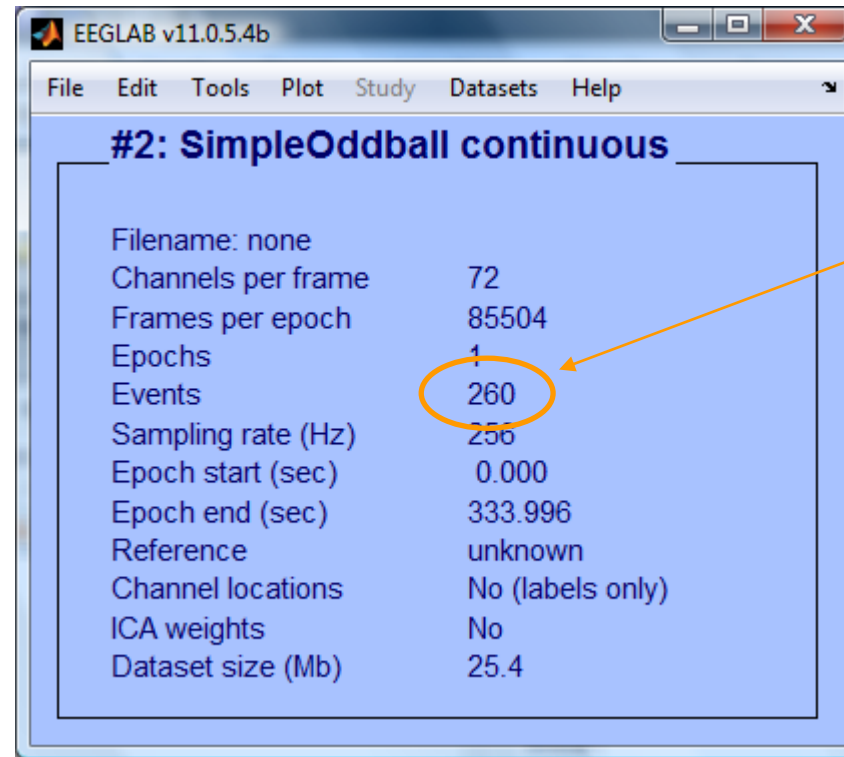 EEGLAB v11.0.5.4b
File Edit Tools Plot Study Datasets Help
#2: SimpleOddball continuous
Filename: none
Channels per frame 72
Frames per epoch 85504
Epochs 1
Events 260
Sampling rate (Hz) 256
Epoch start (sec) 0.000
Epoch end (sec) 333.996
Reference unknown
Channel locations No (labels only)
ICA weights No
Dataset size (Mb) 25.4